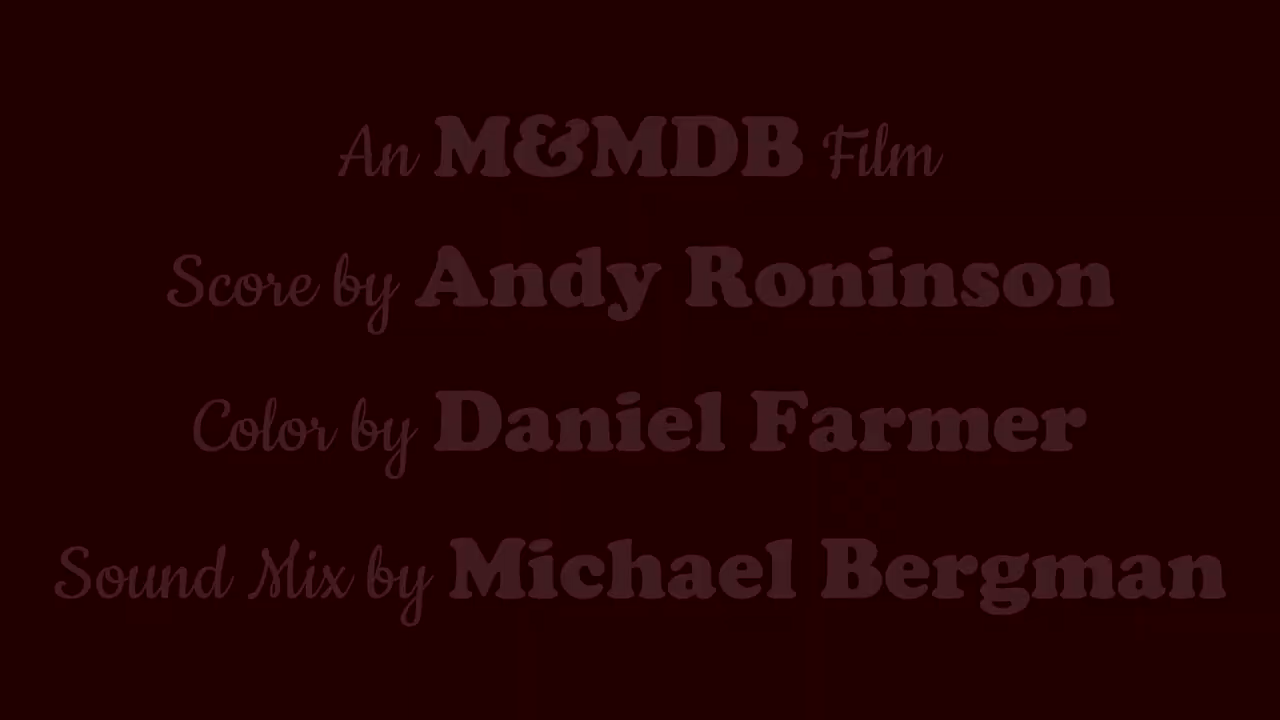 An M&MDB Film
Score by Andy Roninson
Color by Daniel Farmer
Sound Mix by Michael Bergman